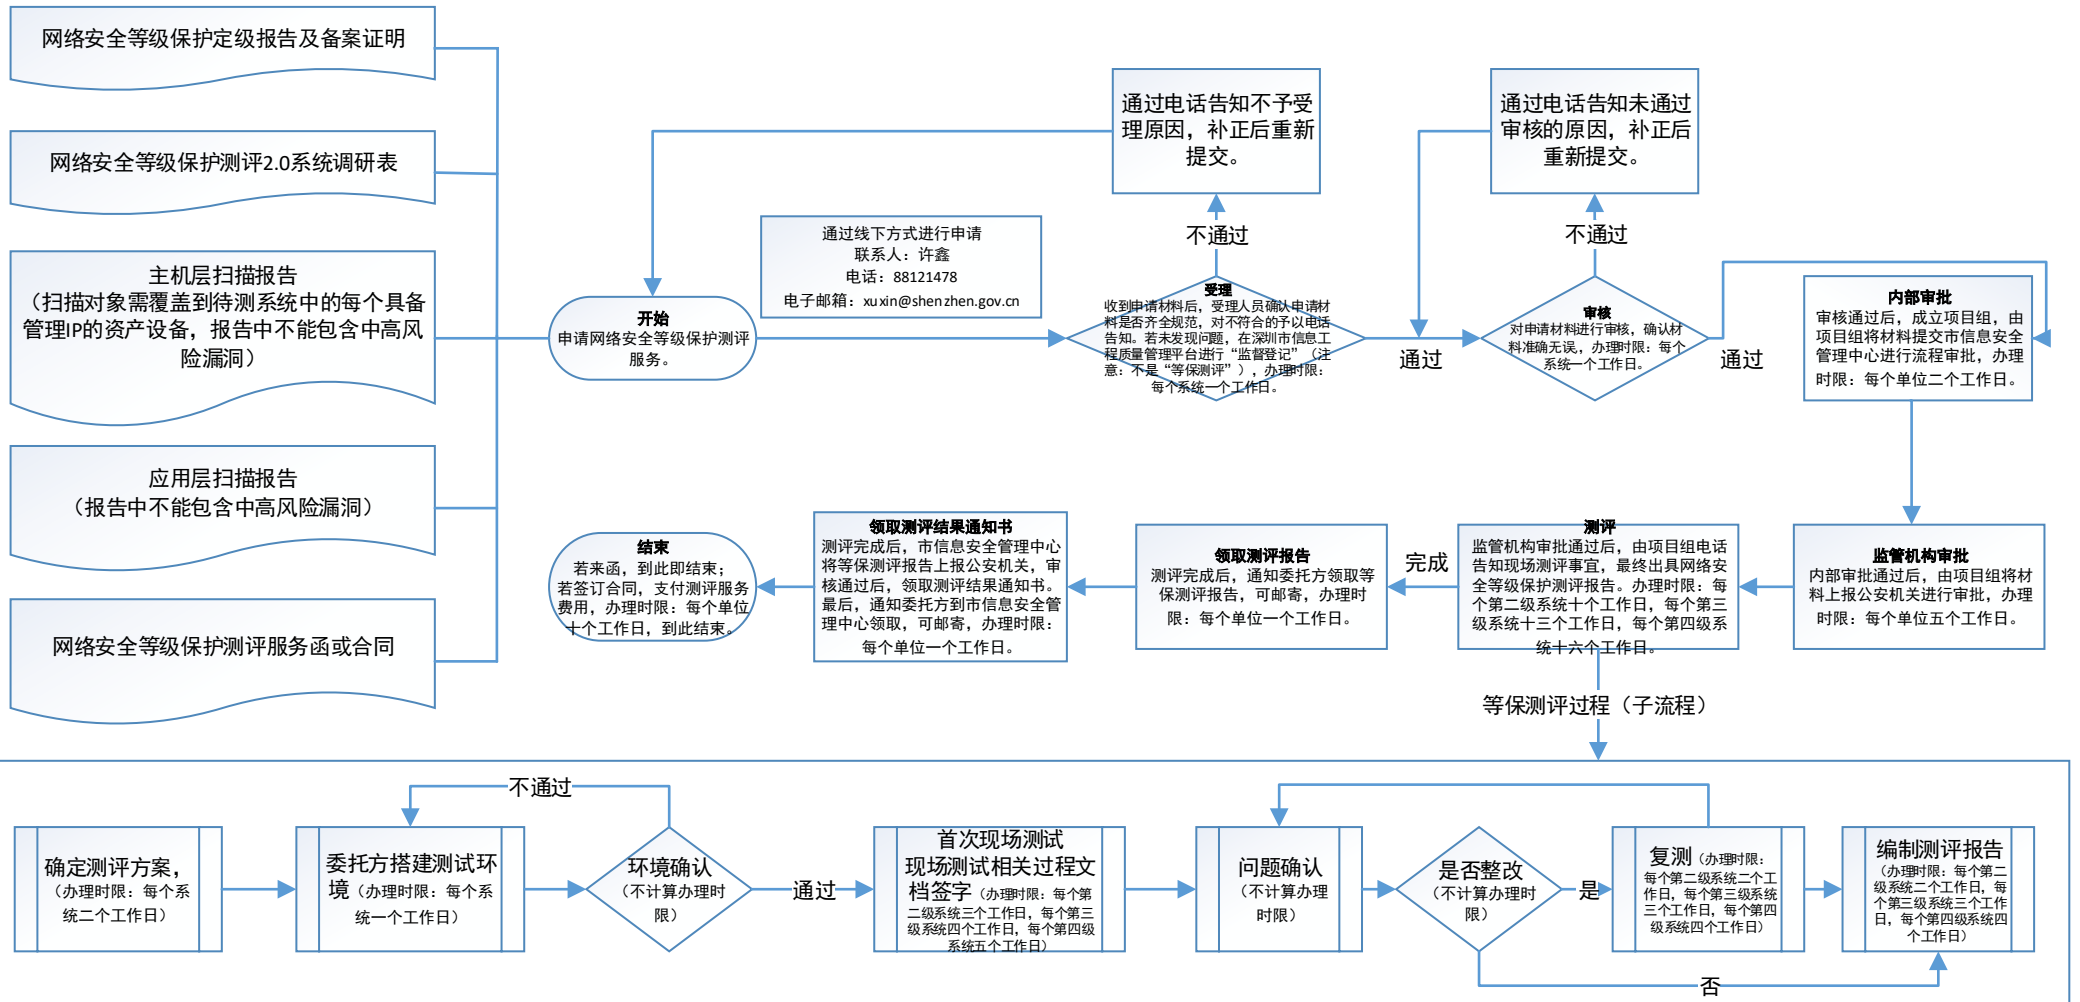 网络安全等级保护定级报告及备案证明
网络安全等级保护测评2.0系统调研表
主机层扫描报告
（扫描对象需覆盖到待测系统中的每个具备
管理IP的资产设备，报告中不能包含中高风
险漏洞）
应用层扫描报告
（报告中不能包含中高风险漏洞）
网络安全等级保护测评服务函或合同
开始
申请网络安全等级保护测评
服务。
通过线下方式进行申请
联系人：许鑫
电话：88121478
电子邮箱：xuxin@shenzhen.gov.cn
通过电话告知不予受
理原因，补正后重新
提交。
不通过
受理
收到申请材料后，受理人员确认申请材
料是否齐全规范，对不符合的予以电话
告知。若未发现问题，在深圳市信息工
程质量管理平台进行“监督登记”（注
意：不是“等保测评”），办理时限：
每个系统一个工作日。
通过
通过电话告知未通过
审核的原因，补正后
重新提交。
不通过
审核
对申请材料进行审核，确认材
料准确无误,，办理时限：每个
系统一个工作日。
通过
内部审批
审核通过后，成立项目组，由
项目组将材料提交市信息安全
管理中心进行流程审批，办理
时限：每个单位二个工作日。
监管机构审批
内部审批通过后，由项目组将材
料上报公安机关进行审批，办理
时限：每个单位五个工作日。
测评
监管机构审批通过后，由项目组电话
告知现场测评事宜，最终出具网络安
全等级保护测评报告。办理时限：每
个第二级系统十个工作日，每个第三
级系统十三个工作日，每个第四级系
统十六个工作日。
完成
领取测评报告
测评完成后，通知委托方领取等
保测评报告，可邮寄，办理时
限：每个单位一个工作日。
领取测评结果通知书
测评完成后，市信息安全管理中心
将等保测评报告上报公安机关，审
核通过后，领取测评结果通知书。
最后，通知委托方到市信息安全管
理中心领取，可邮寄，办理时限：
每个单位一个工作日。
结束
若来函，到此即结束；
若签订合同，支付测评服务
费用，办理时限：每个单位
十个工作日，到此结束。
等保测评过程（子流程）
确定测评方案，
（办理时限：每个系
统二个工作日）
委托方搭建测试环
境（办理时限：每个系
统一个工作日）
不通过
环境确认
（不计算办理时
限）
通过
首次现场测试
现场测试相关过程文
档签字（办理时限：每个第
二级系统三个工作日，每个第三
级系统四个工作日，每个第四级
系统五个工作日）
问题确认
（不计算办理
时限）
是否整改
（不计算办理时
限）
是
复测（办理时限：
每个第二级系统二个工
作日，每个第三级系统
三个工作日，每个第四
级系统四个工作日）
编制测评报告
（办理时限：每个第二
级系统二个工作日，每
个第三级系统三个工作
日，每个第四级系统四
个工作日）
否